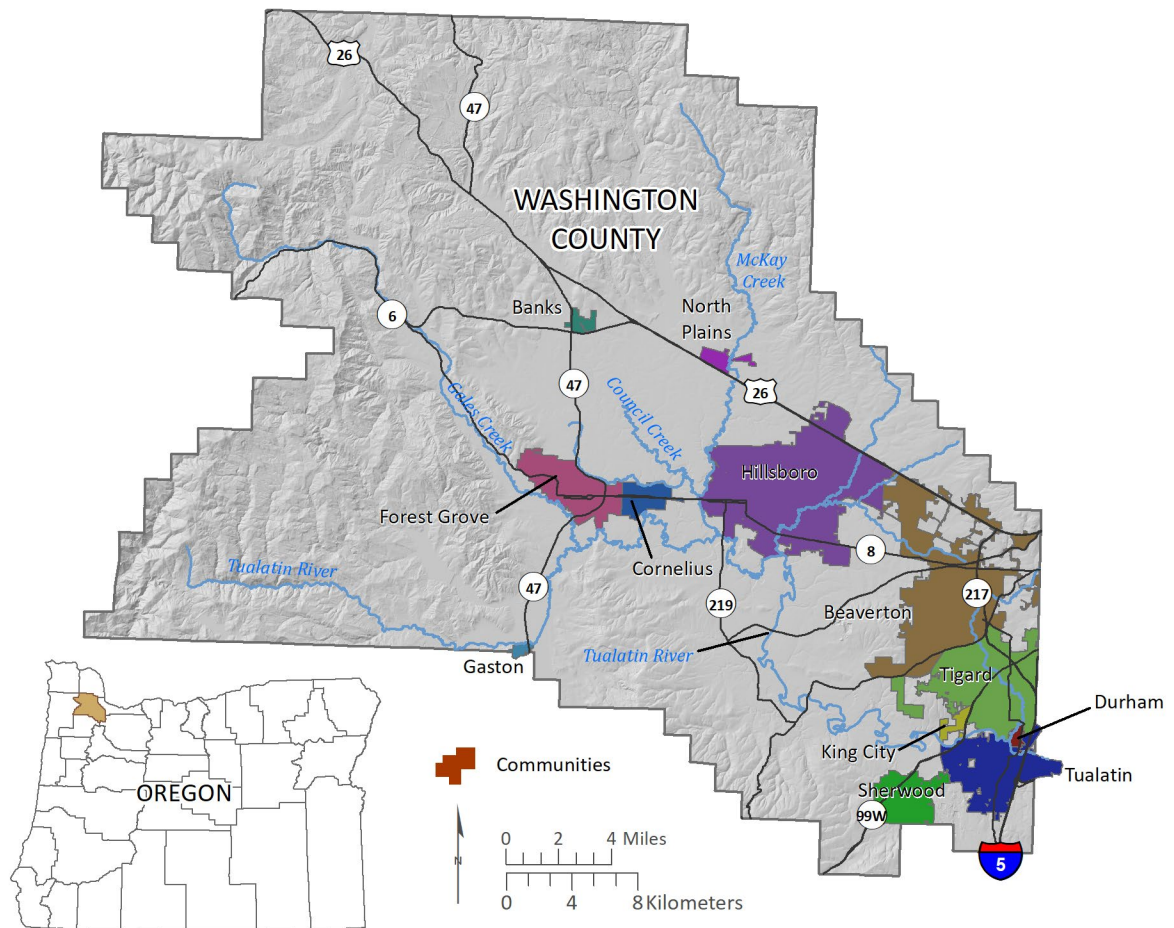 26
47
WASHINGTON
COUNTY
McKay
Creek
Banks
North
Plains
6
47
26
Gales Creek
Council Creek
Hillsboro
Forest Grove
Cornelius
8
Tualatin River
47
219
Beaverton
217
Tualatin River
Gaston
Tigard
Durham
King City
Tualatin
Sherwood
99W
5
OREGON
Communities
N
0 2 4 Miles
0 4 8 Kilometers